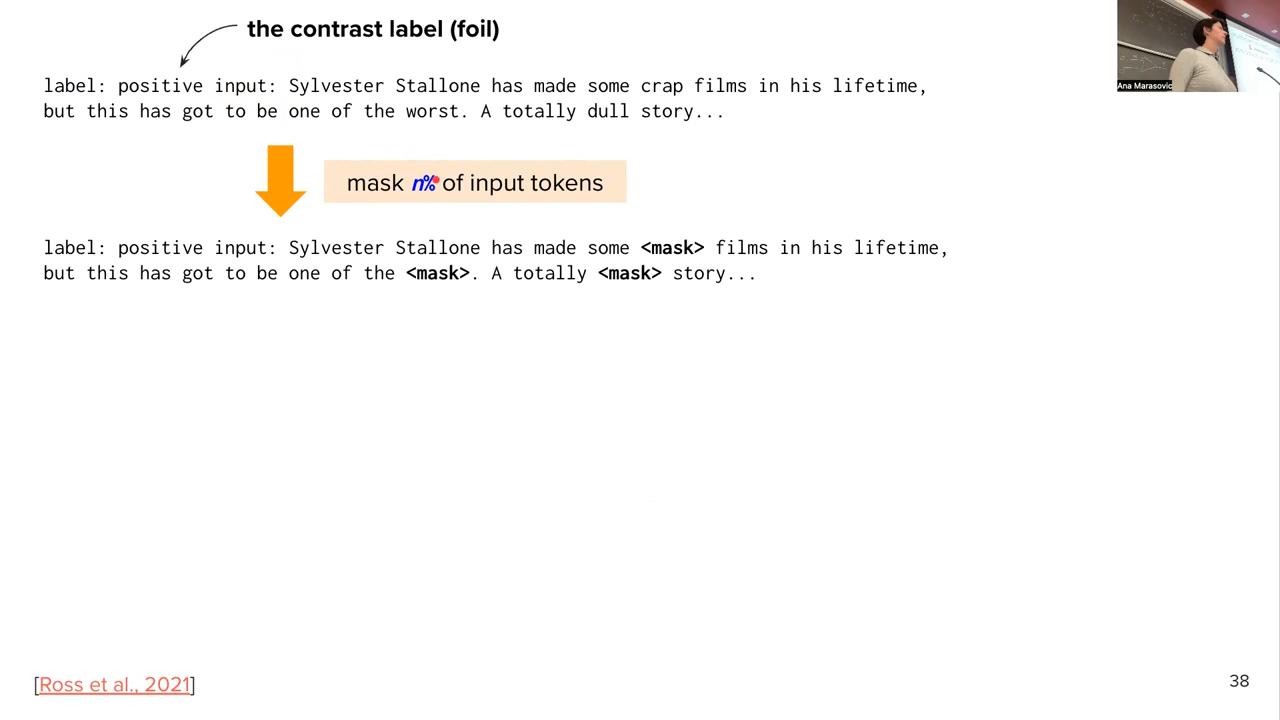 the contrast label (foil)
label: positive input: Sylvester Stallone has made some crap films in his lifetime,
but this has got to be one of the worst. A totally dull story...
mask n% of input tokens
label: positive input: Sylvester Stallone has made some <mask> films in his lifetime,
but this has got to be one of the <mask>. A totally <mask> story...
[Ross et al., 2021]
38
Ana Marasovic